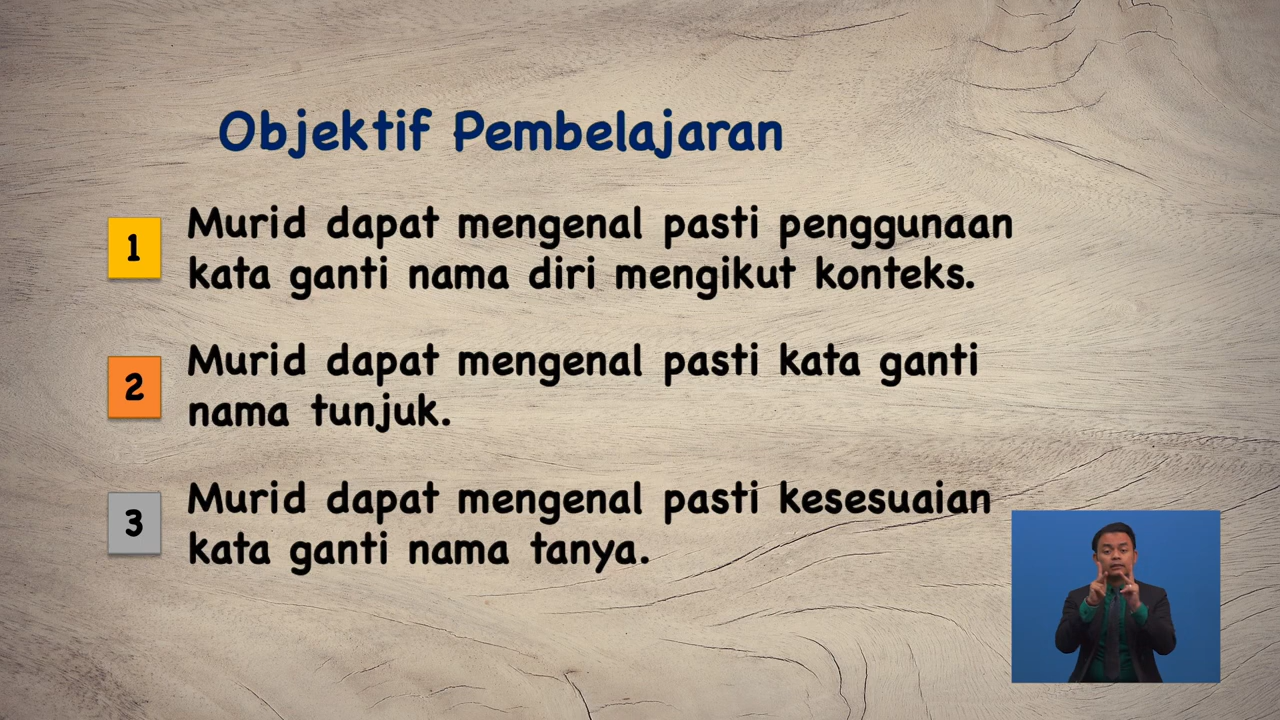 Objektif Pembelajaran
1
Murid dapat mengenal pasti penggunaan
kata ganti nama diri mengikut konteks.
2
Murid dapat mengenal pasti kata ganti
nama tunjuk.
3
Murid dapat mengenal pasti kesesuaian
kata ganti nama tanya.